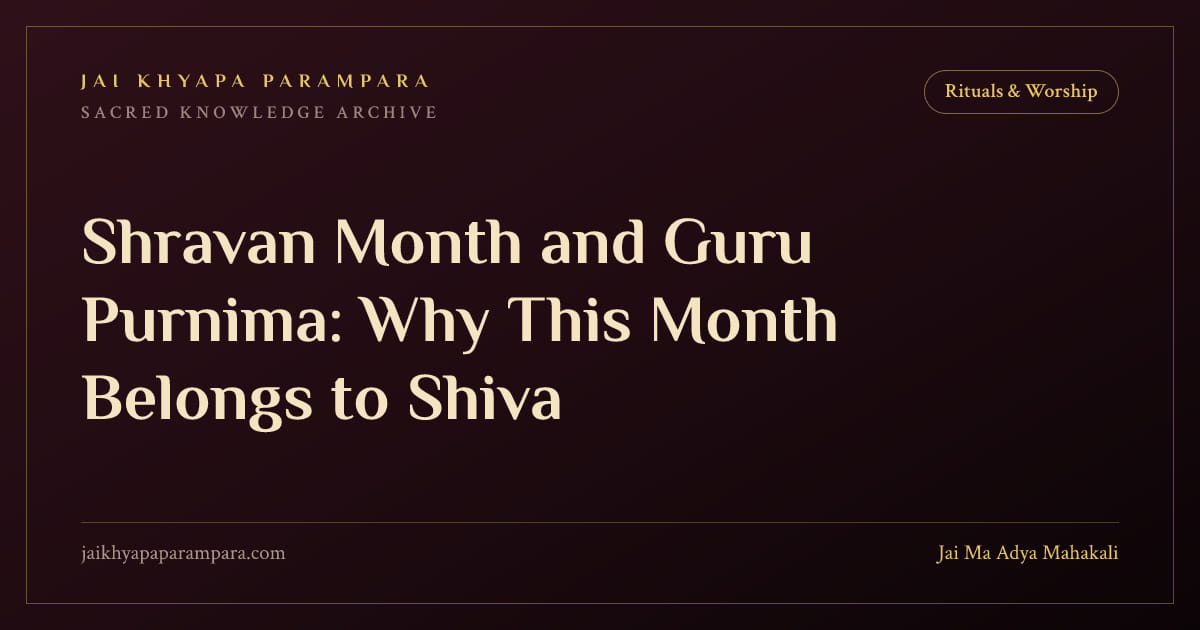 JAI KHYAPA PARAMPARA
SACRED KNOWLEDGE ARCHIVE
Rituals & Worship
Shravan Month and Guru
Purnima: Why This Month
Belongs to Shiva
jaikhyapaparampara.com
Jai Ma Adya Mahakali